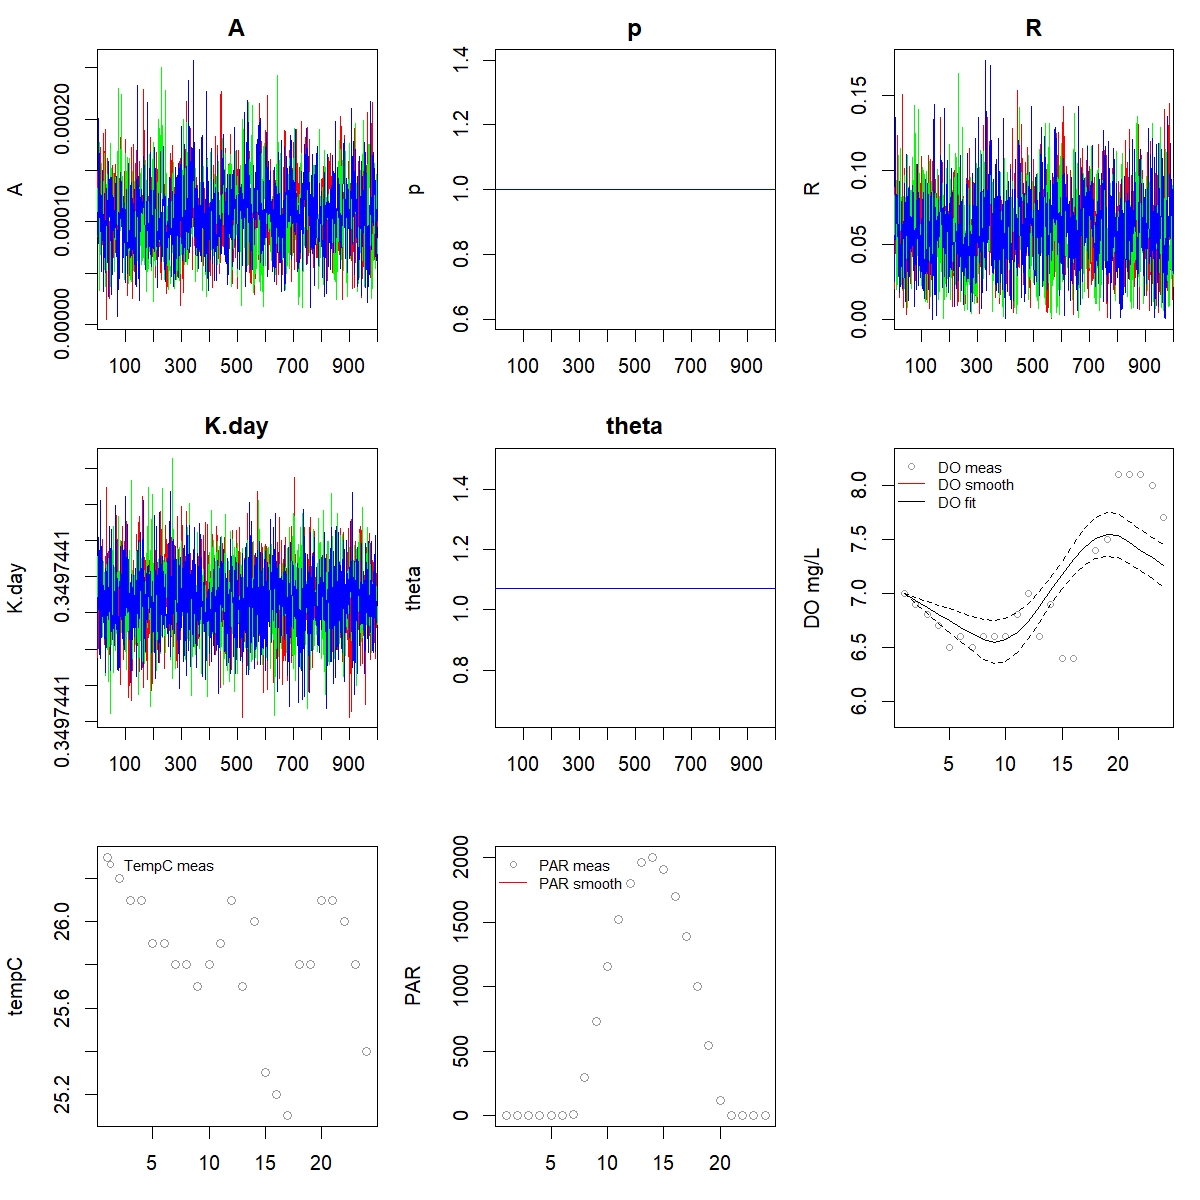 A
A
0.00000 0.00010 0.00020
100 300 500 700 900
p
p
0.6 0.8 1.0 1.2 1.4
100 300 500 700 900
R
R
0.00 0.05 0.10 0.15
100 300 500 700 900
K.day
K.day
0.3497441 0.3497441
100 300 500 700 900
theta
theta
0.8 1.0 1.2 1.4
100 300 500 700 900
DO mg/L
6.0 6.5 7.0 7.5 8.0
DO meas
DO smooth
DO fit
5 10 15 20
tempC
25.2 25.6 26.0
TempC meas
5 10 15 20
PAR
0 500 1000 1500 2000
PAR meas
PAR smooth
5 10 15 20